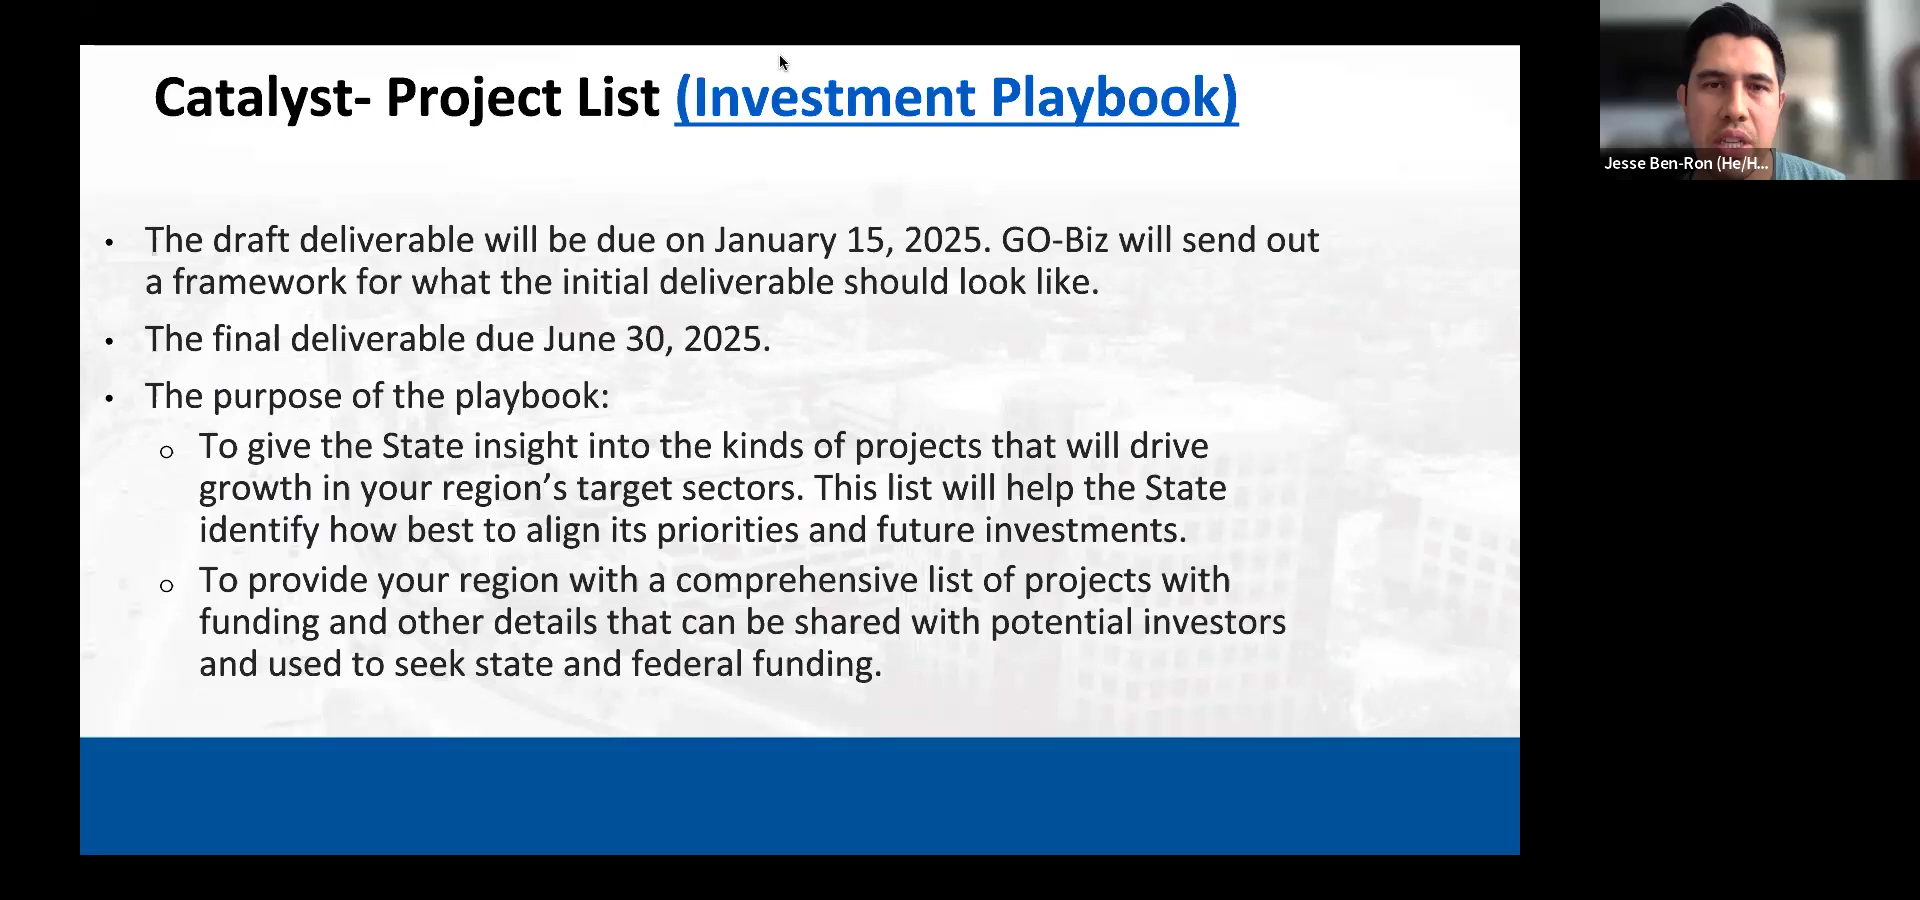 Catalyst- Project List (Investment Playbook)
• The draft deliverable will be due on January 15, 2025. GO-Biz will send out
a framework for what the initial deliverable should look like.
• The final deliverable due June 30, 2025.
• The purpose of the playbook:
o To give the State insight into the kinds of projects that will drive
growth in your region’s target sectors. This list will help the State
identify how best to align its priorities and future investments.
o To provide your region with a comprehensive list of projects with
funding and other details that can be shared with potential investors
and used to seek state and federal funding.
Jesse Ben-Ron (He/H...